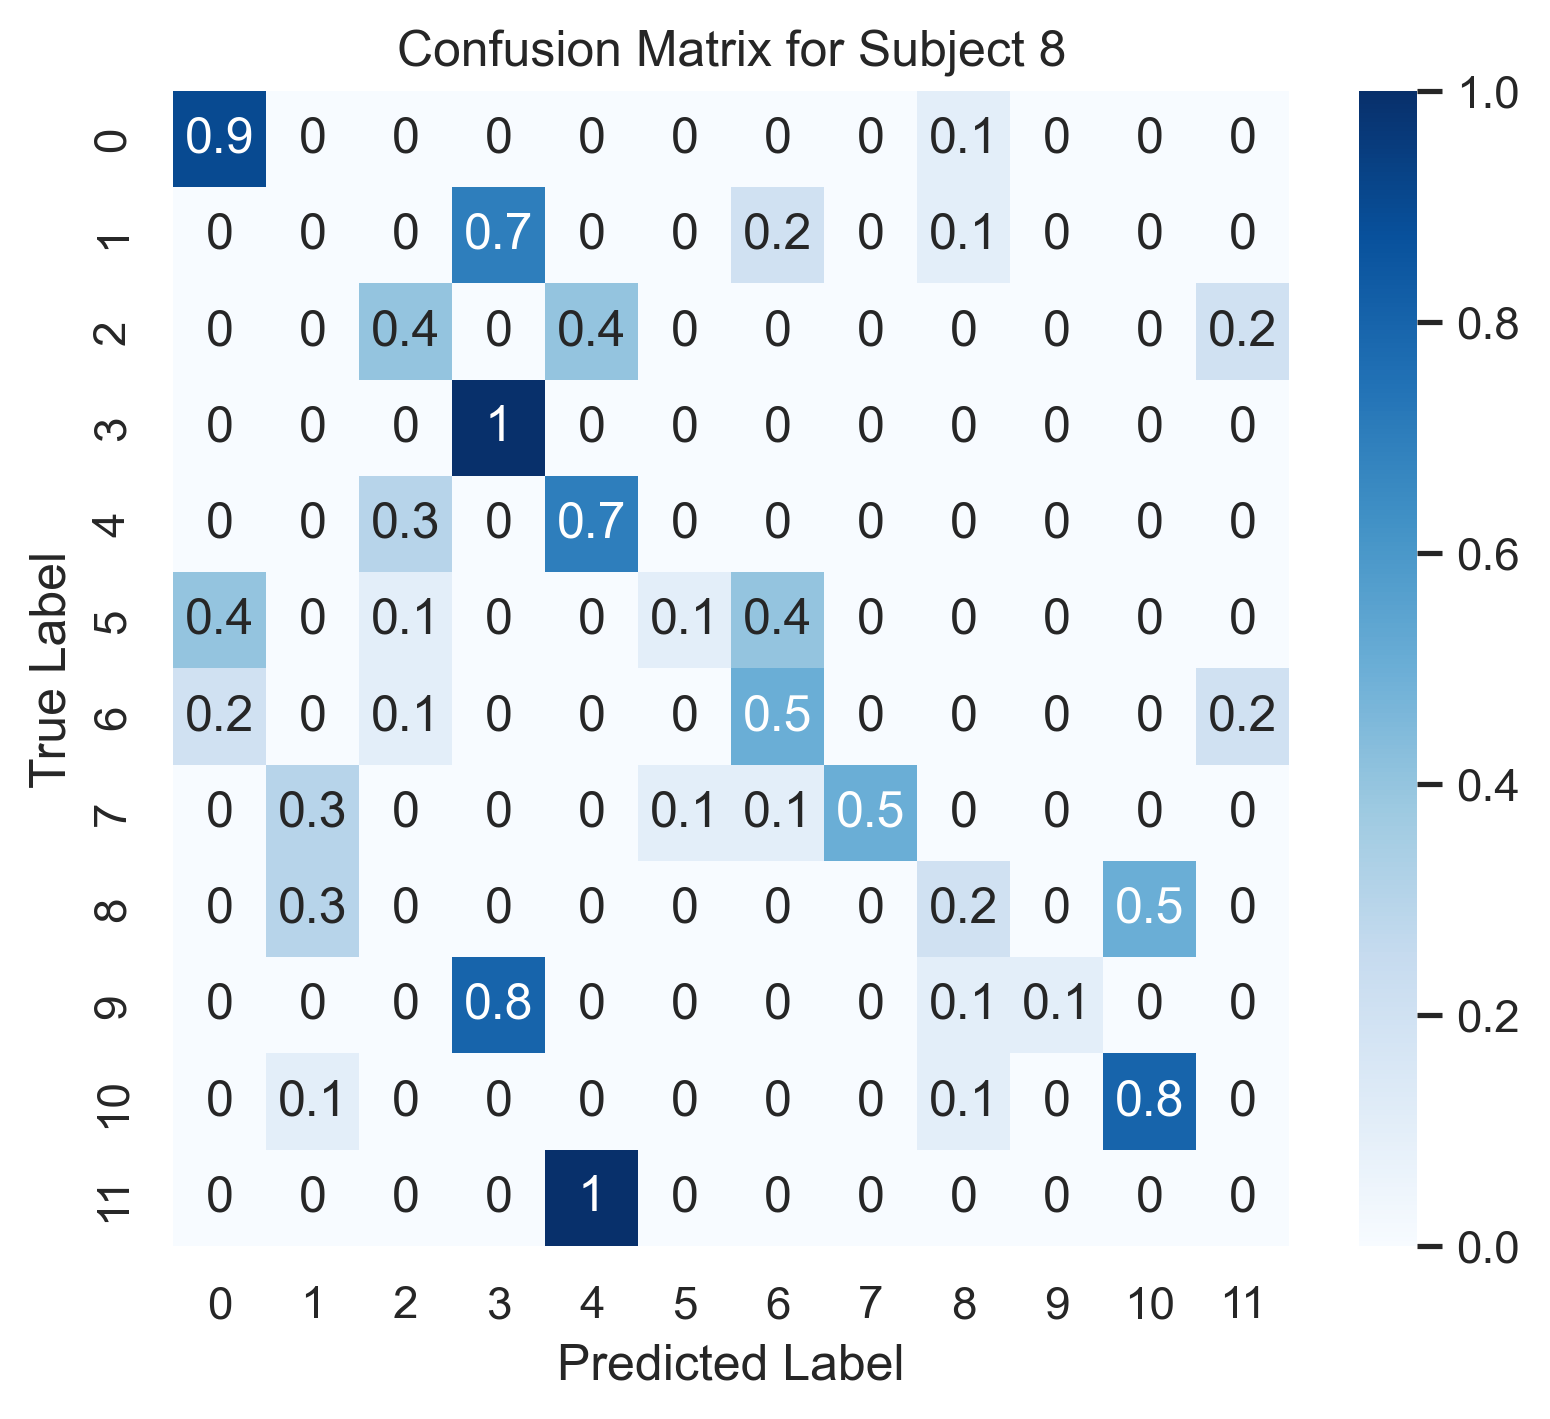 Confusion Matrix for Subject 8
0 0.9 0 0 0 0 0 0 0 0.1 0 0 0
1 0 0 0 0.7 0 0 0.2 0 0.1 0 0 0
2 0 0 0.4 0 0.4 0 0 0 0 0 0 0.2
3 0 0 0 1 0 0 0 0 0 0 0 0
4 0 0 0.3 0 0.7 0 0 0 0 0 0 0
5 0.4 0 0.1 0 0 0.1 0.4 0 0 0 0 0
6 0.2 0 0.1 0 0 0 0.5 0 0 0 0 0.2
7 0 0.3 0 0 0 0.1 0.1 0.5 0 0 0 0
8 0 0.3 0 0 0 0 0 0 0.2 0 0.5 0
9 0 0 0 0.8 0 0 0 0 0.1 0.1 0 0
10 0 0.1 0 0 0 0 0 0 0.1 0 0.8 0
11 0 0 0 0 1 0 0 0 0 0 0 0
0 1 2 3 4 5 6 7 8 9 10 11
Predicted Label
True Label
1.0
0.8
0.6
0.4
0.2
0.0